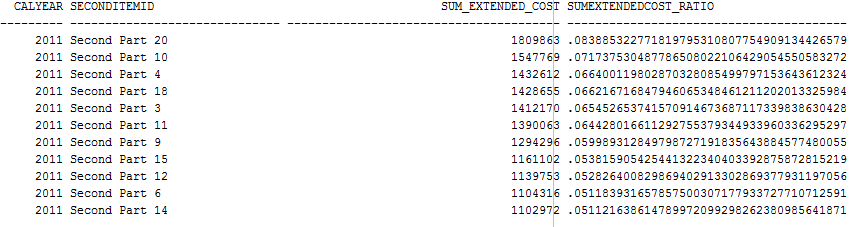 CALYEAR SECONDITEMID SUM_EXTENDED_COST SUMEXTENDEDCOST_RATIO
2011 Second Part 20 1809863 .083885322771819795310807754909134426579
2011 Second Part 10 1547769 .071737530487786508022106429054550583272
2011 Second Part 4 1432612 .066400119802870328085499797153643612324
2011 Second Part 18 1428655 .066216716847946065348461211202013325984
2011 Second Part 3 1412170 .065452653741570914673687117339838630428
2011 Second Part 11 1390063 .064428016611292755379344933960336295297
2011 Second Part 9 1294296 .059989312849798727191835643884577480055
2011 Second Part 15 1161102 .053815905425441322340403392875872815219
2011 Second Part 12 1139753 .052826400829869402913302869377931197056
2011 Second Part 6 1104316 .051183931657857500307177933727710712591
2011 Second Part 14 1102972 .051121638614789972099298262380985641871